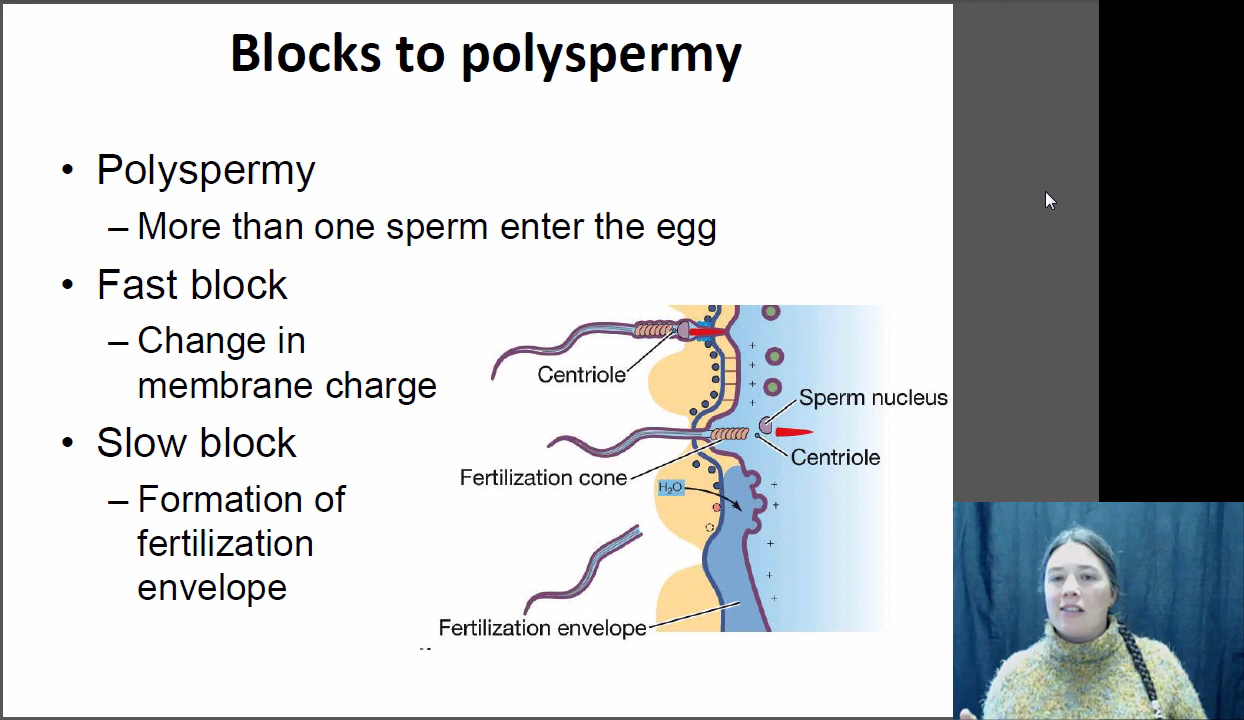 Blocks to polyspermy
• Polyspermy
– More than one sperm enter the egg
• Fast block
– Change in
membrane charge
• Slow block
– Formation of
fertilization
envelope
Centriole
Sperm nucleus
Centriole
Fertilization cone
H₂O
Fertilization envelope